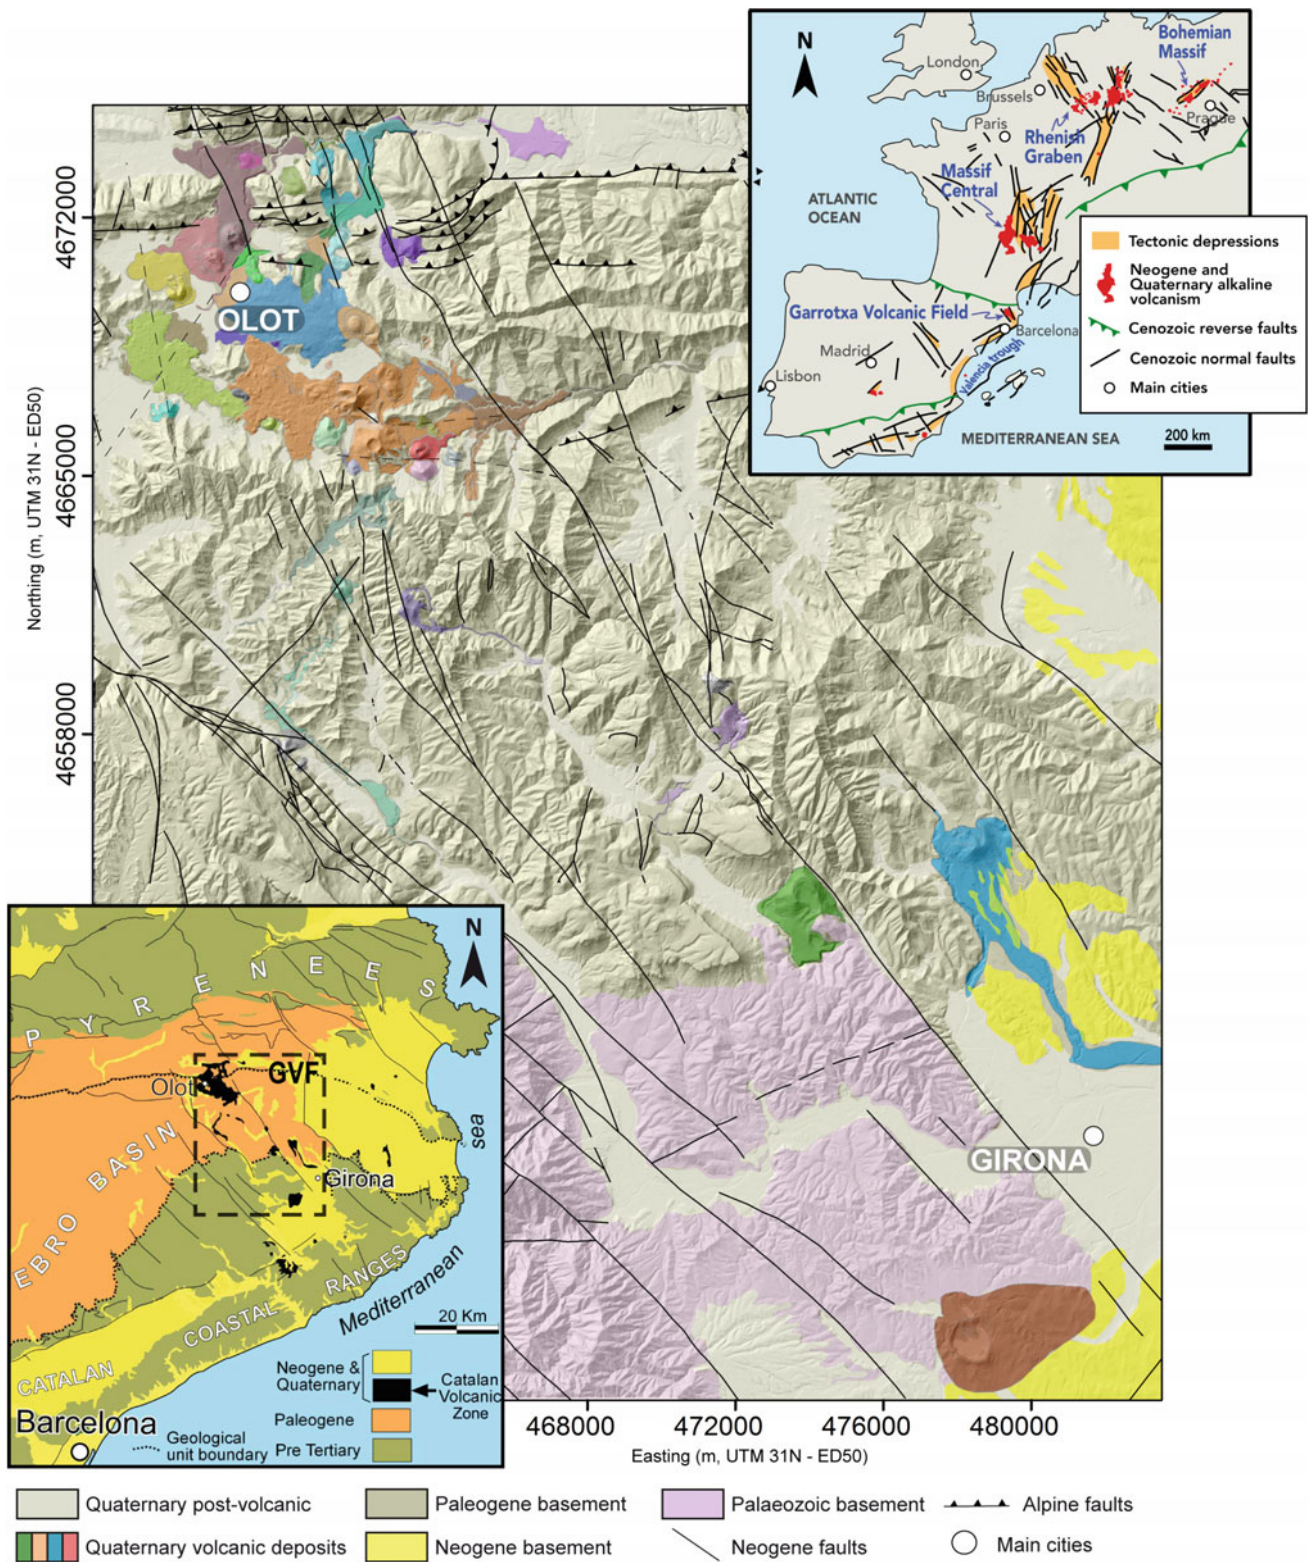 N
Bohemian
Massif
London
Brussels
Prague
Paris
Rhenish
Graben
Massif
Central
ATLANTIC
OCEAN
Tectonic depressions
Neogene and
Quaternary alkaline
volcanism
Cenozoic reverse faults
Cenozoic normal faults
Main cities
Garrotxa Volcanic Field
Barcelona
Madrid
Valencia trough
Lisbon
MEDITERRANEAN SEA
200 km
4672000
4665000
4658000
Northing (m, UTM 31N - ED50)
OLOT
GIRONA
N
PYRENEES
Olot
GVF
EBRO BASIN
Girona
sea
Mediterranean
CATALAN COASTAL RANGES
20 Km
Neogene &
Quaternary
Catalan
Volcanic
Zone
Paleogene
Geological
unit boundary
Pre Tertiary
Barcelona
468000 472000 476000 480000
Easting (m, UTM 31N - ED50)
Quaternary post-volcanic Paleogene basement Palaeozoic basement Alpine faults
Quaternary volcanic deposits Neogene basement Neogene faults Main cities